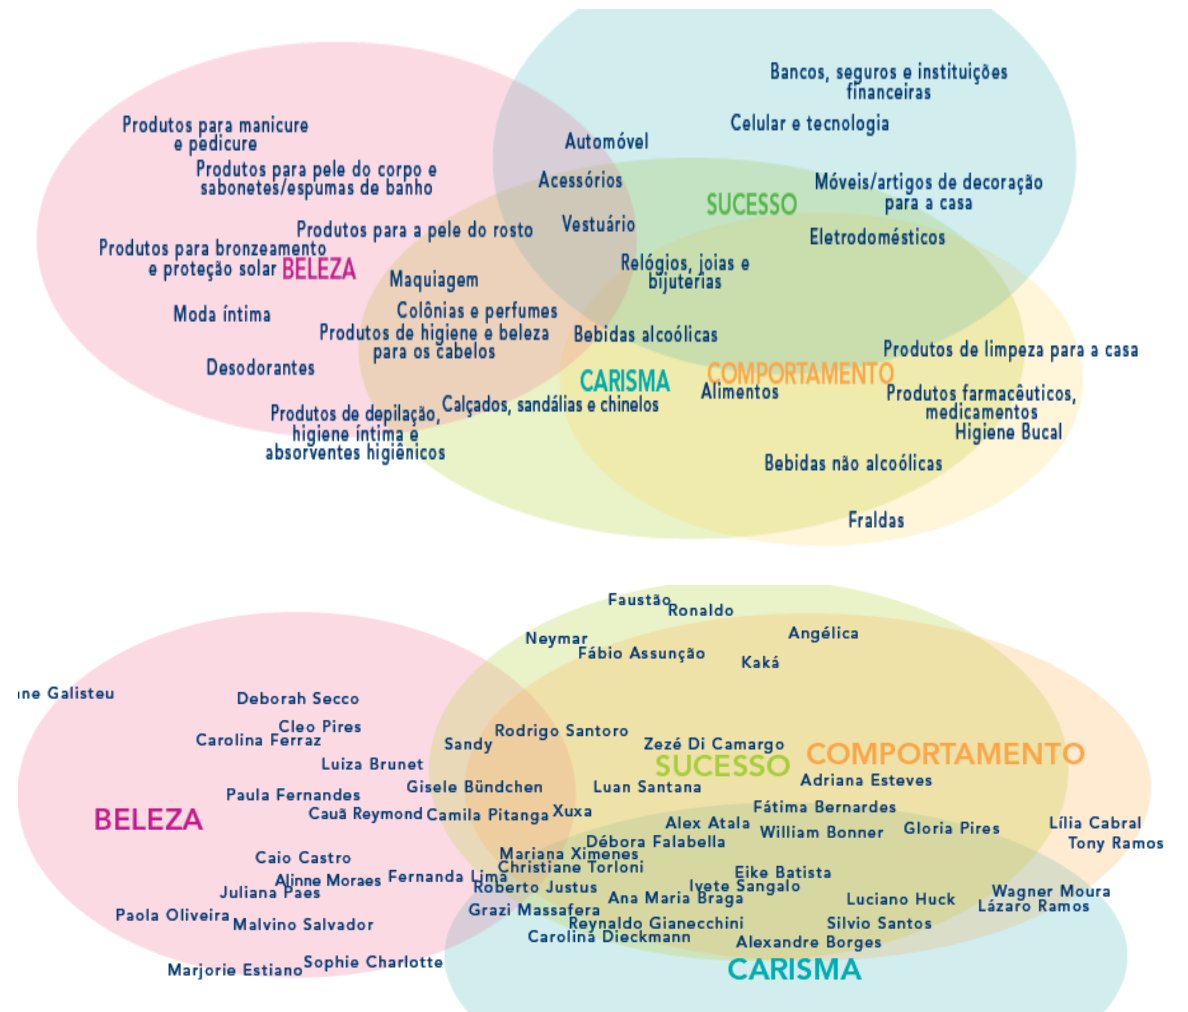 Bancos, seguros e instituições
financeiras
Produtos para manicure
e pedicure
Celular e tecnologia
Automóvel
Produtos para pele do corpo e
sabonetes/espumas de banho
Acessórios
Móveis/artigos de decoração
para a casa
SUCESSO
Vestuário
Produtos para a pele do rosto
Eletrodomésticos
Produtos para bronzeamento
e proteção solar
BELEZA
Relógios, joias e
bijuterias
Maquiagem
Moda íntima
Colônias e perfumes
Produtos de higiene e beleza
para os cabelos
Bebidas alcoólicas
Produtos de limpeza para a casa
Desodorantes
CARISMA
COMPORTAMENTO
Alimentos
Produtos farmacêuticos,
medicamentos
Calçados, sandálias e chinelos
Produtos de depilação,
higiene íntima e
absorventes higiênicos
Higiene Bucal
Bebidas não alcoólicas
Fraldas
Faustão
Ronaldo
Neymar
Angélica
Fábio Assunção
Kaká
ne Galisteu
Deborah Secco
Cleo Pires
Carolina Ferraz
Rodrigo Santoro
Sandy
Zezé Di Camargo
SUCESSO
COMPORTAMENTO
Luiza Brunet
Adriana Esteves
Gisele Bündchen
Luan Santana
Paula Fernandes
Fátima Bernardes
Cauã Reymond
Camila Pitanga
Xuxa
BELEZA
Alex Atala
William Bonner
Gloria Pires
Lília Cabral
Débora Falabella
Tony Ramos
Caio Castro
Mariana Ximenes
Christiane Torloni
Eike Batista
Alinne Moraes
Fernanda Lima
Roberto Justus
Ivete Sangalo
Juliana Paes
Ana Maria Braga
Luciano Huck
Wagner Moura
Lázaro Ramos
Paola Oliveira
Grazi Massafera
Malvino Salvador
Reynaldo Gianecchini
Silvio Santos
Carolina Dieckmann
Alexandre Borges
Marjorie Estiano
Sophie Charlotte
CARISMA